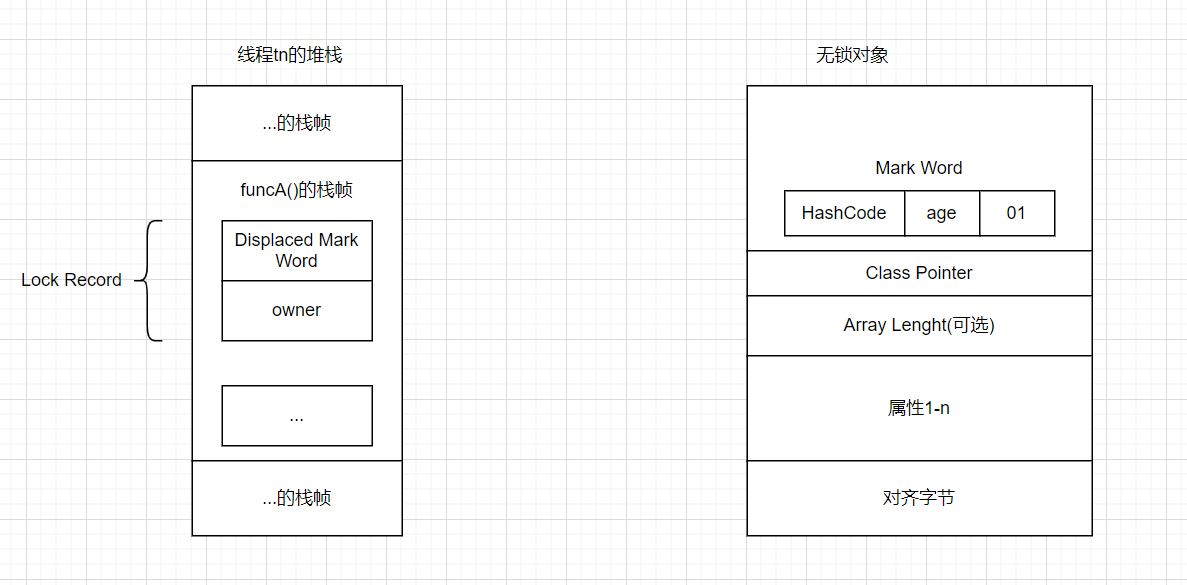 线程tn的堆栈
...的栈帧
funcA()的栈帧
Displaced Mark
Word
owner
Lock Record
...
...的栈帧
无锁对象
Mark Word
HashCode
age
01
Class Pointer
Array Lenght(可选)
属性1-n
对齐字节